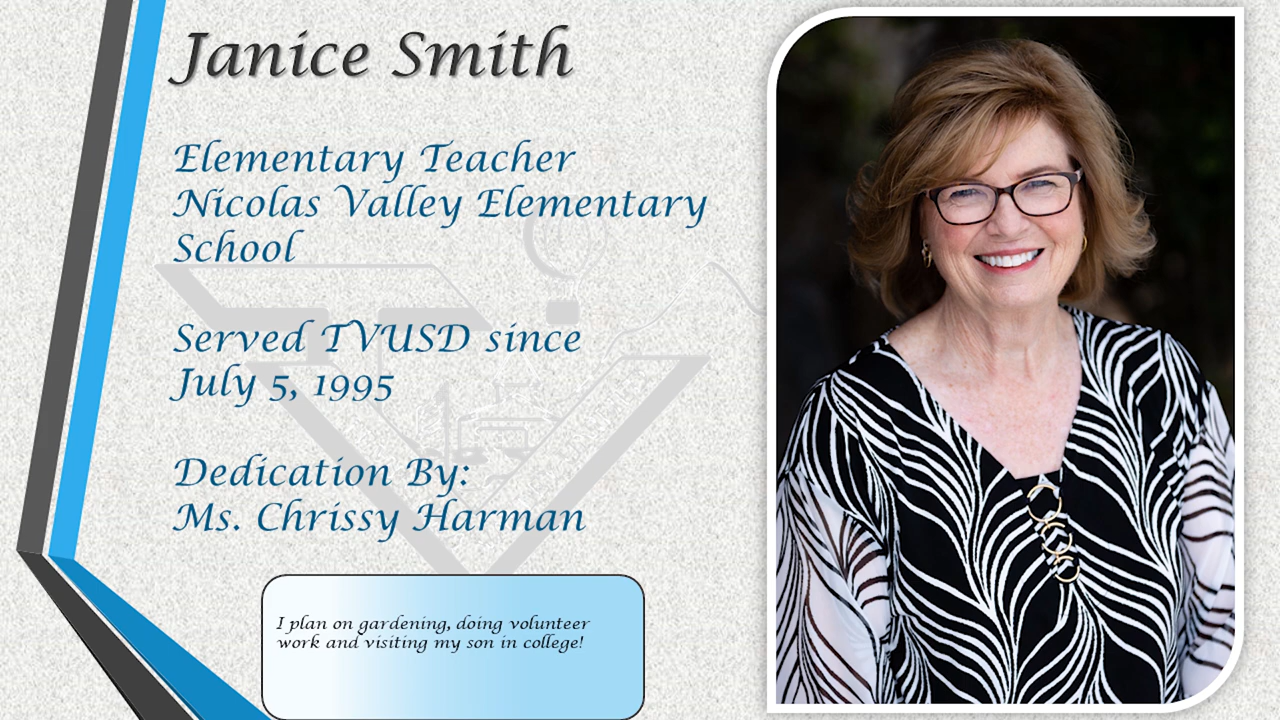 Janice Smith
Elementary Teacher
Nicolas Valley Elementary
School
Served TVUSD since
July 5, 1995
Dedication By:
Ms. Chrissy Harman
I plan on gardening, doing volunteer
work and visiting my son in college!